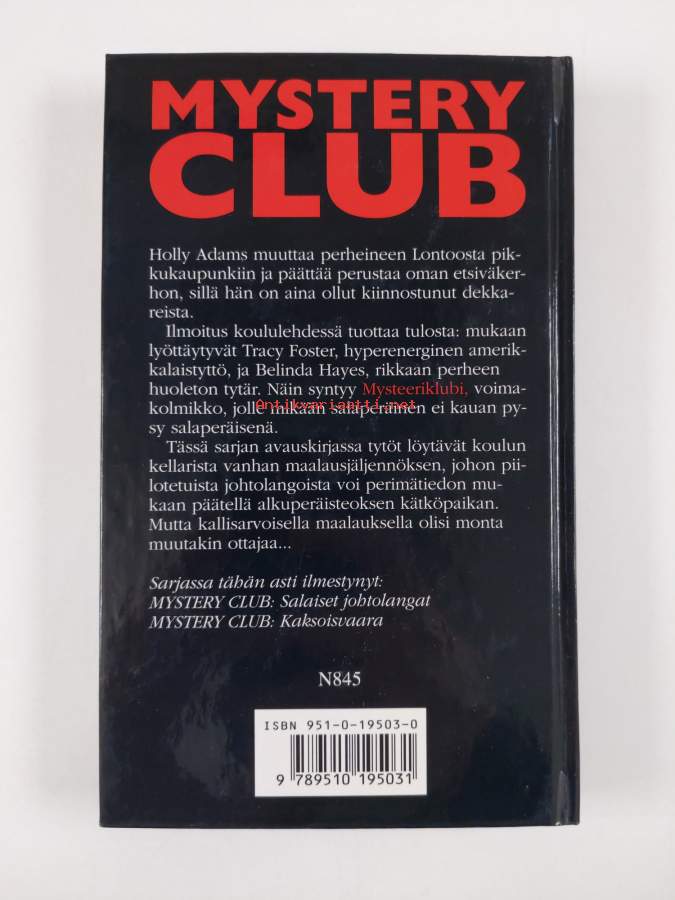 MYSTERY
CLUB
Holly Adams muuttaa perheineen Lontoosta pik-
kukaupunkiin ja päättää perustaa oman etsiväker-
hon, sillä hän on aina ollut kiinnostunut dekka-
reista.
Ilmoitus koululehdessä tuottaa tulosta: mukaan
lyöttäytyvät Tracy Foster, hyperenerginen amerik-
kalaistyttö, ja Belinda Hayes, rikkaan perheen
huoleton tytär. Näin syntyy Mysteeriklubi, voima-
kolmikko, jolle mikään salaperäinen ei kauan py-
Antikvariaatti.net
sy salaperäisenä.
Tässä sarjan avauskirjassa tytöt löytävät koulun
kellarista vanhan maalausjäljennöksen, johon pii-
lotetuista johtolangoista voi perimätiedon mu-
kaan päätellä alkuperäisteoksen kätköpaikan.
Mutta kallisarvoisella maalauksella olisi monta
muutakin ottajaa...
Sarjassa tähän asti ilmestynyt:
MYSTERY CLUB: Salaiset johtolangat
MYSTERY CLUB: Kaksoisvaara
N845
ISBN 951-0-19503-0
9 789510 195031